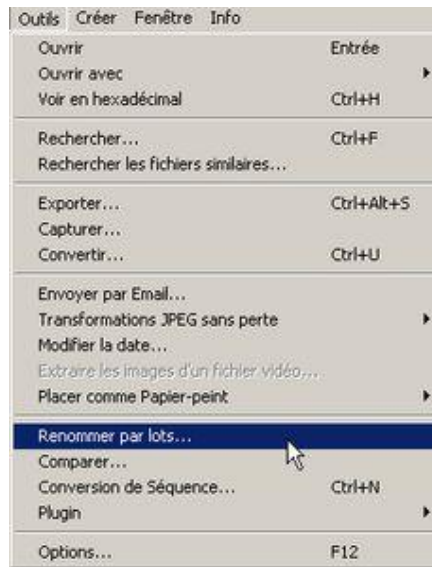 Outils Créer Fenêtre Info
Ouvrir Entrée
Ouvrir avec
Voir en hexadécimal Ctrl+H
Rechercher... Ctrl+F
Rechercher les fichiers similaires...
Exporter... Ctrl+Alt+S
Capturer...
Convertir... Ctrl+U
Envoyer par Email...
Transformations JPEG sans perte
Modifier la date...
Extraire les images d'un fichier vidéo...
Placer comme Papier-peint
Renommer par lots...
Comparer...
Conversion de Séquence... Ctrl+N
Plugin
Options... F12